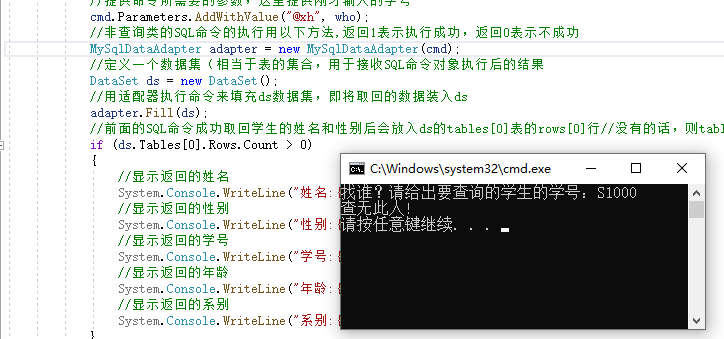 //提供命令所需要的参数，这里提供刚才输入的学号
cmd.Parameters.AddWithValue("@xh", who);
//非查询类的SQL命令的执行用以下方法,返回1表示执行成功，返回0表示不成功
MySqlDataAdapter adapter = new MySqlDataAdapter(cmd);
//定义一个数据集（相当于表的集合，用于接收SQL命令对象执行后的结果
DataSet ds = new DataSet();
//用适配器执行命令来填充ds数据集，即将取回的数据装入ds
adapter.Fill(ds);
//前面的SQL命令成功取回学生的姓名和性别后会放入ds的tables[0]表的rows[0]行//没有的话，则tab
if (ds.Tables[0].Rows.Count > 0)
{
//显示返回的姓名
System.Console.WriteLine("姓名:
//显示返回的性别
System.Console.WriteLine("性别:
//显示返回的学号
System.Console.WriteLine("学号:
//显示返回的年龄
System.Console.WriteLine("年龄:
//显示返回的系别
System.Console.WriteLine("系别:
}
C:\Windows\system32\cmd.exe
找谁？请给出要查询的学生的学号：S1000
查无此人！
请按任意键继续. . .